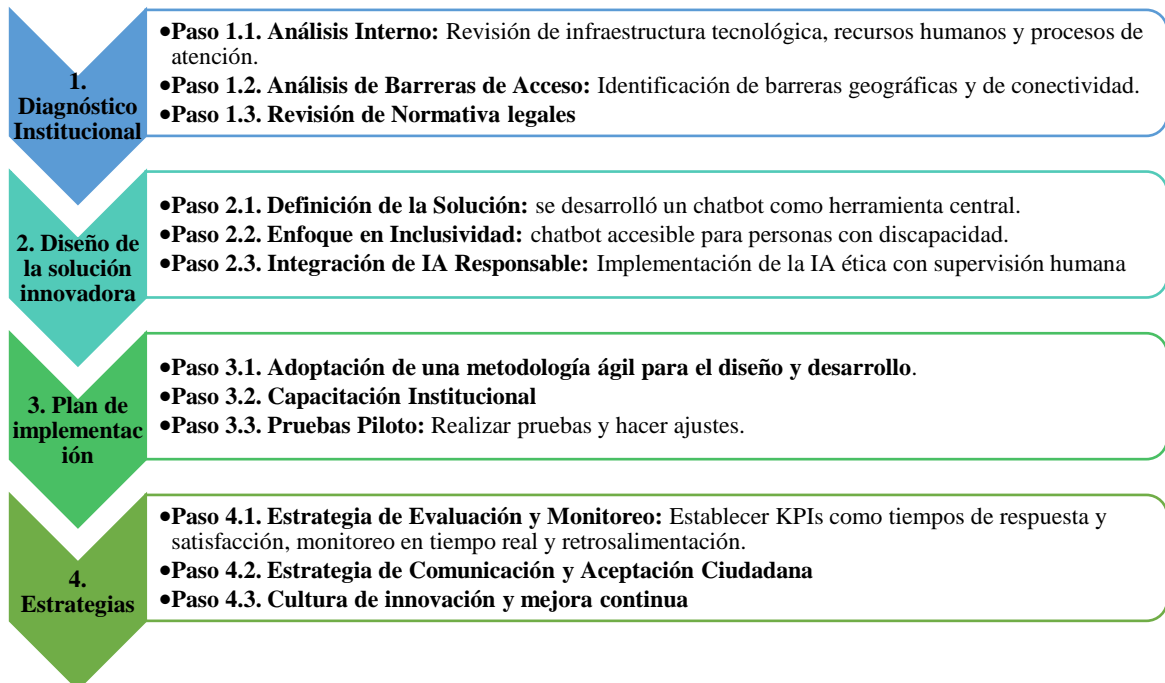 1.
Diagnóstico
Institucional
•Paso 1.1. Análisis Interno: Revisión de infraestructura tecnológica, recursos humanos y procesos de
atención.
•Paso 1.2. Análisis de Barreras de Acceso: Identificación de barreras geográficas y de conectividad.
•Paso 1.3. Revisión de Normativa legales
2. Diseño de
la solución
innovadora
•Paso 2.1. Definición de la Solución: se desarrolló un chatbot como herramienta central.
•Paso 2.2. Enfoque en Inclusividad: chatbot accesible para personas con discapacidad.
•Paso 2.3. Integración de IA Responsable: Implementación de la IA ética con supervisión humana
3. Plan de
implementac
ión
•Paso 3.1. Adoptación de una metodología ágil para el diseño y desarrollo.
•Paso 3.2. Capacitación Institucional
•Paso 3.3. Pruebas Piloto: Realizar pruebas y hacer ajustes.
4.
Estrategias
•Paso 4.1. Estrategia de Evaluación y Monitoreo: Establecer KPIs como tiempos de respuesta y
satisfacción, monitoreo en tiempo real y retrosalimentación.
•Paso 4.2. Estrategia de Comunicación y Aceptación Ciudadana
•Paso 4.3. Cultura de innovación y mejora continua